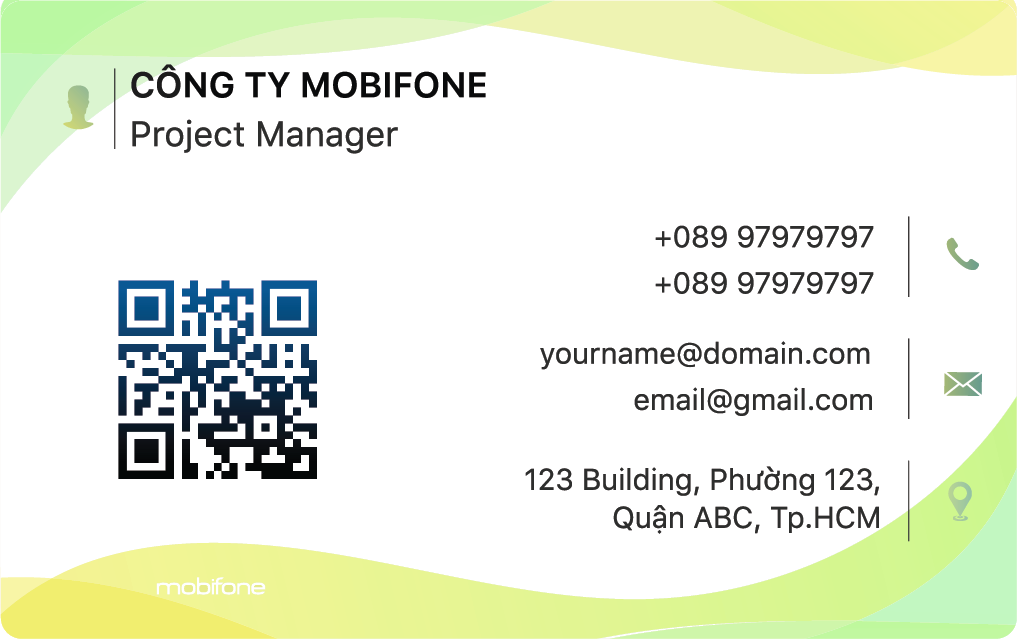 CÔNG TY MOBIFONE
Project Manager
+089 97979797
+089 97979797
yourname@domain.com
email@gmail.com
123 Building, Phường 123,
Quận ABC, Tp.HCM
mobifone